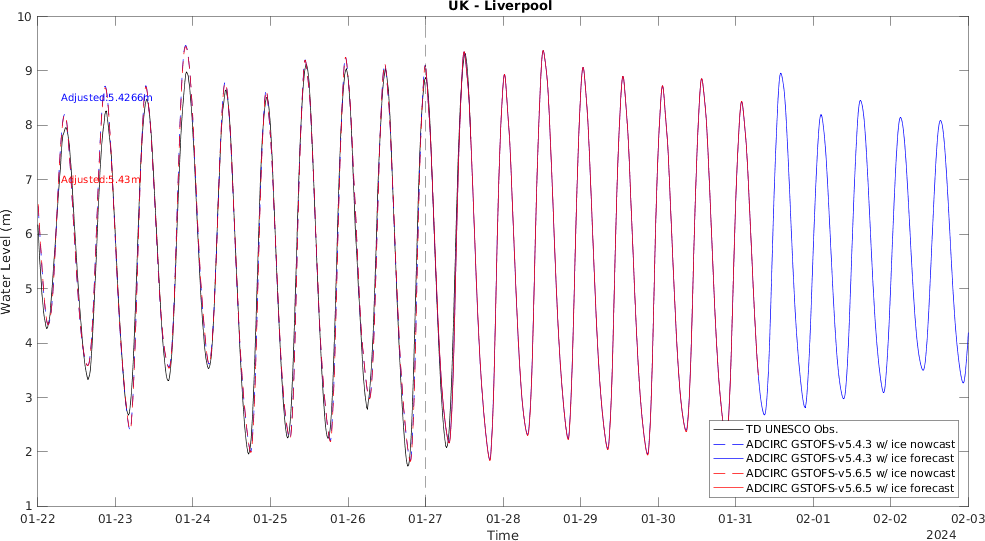 UK - Liverpool
10
9
8
7
6
5
4
3
2
1
Water Level (m)
Adjusted:5.4266m
Adjusted:5.43m
TD UNESCO Obs.
ADCIRC GSTOFS-v5.4.3 w/ ice nowcast
ADCIRC GSTOFS-v5.4.3 w/ ice forecast
ADCIRC GSTOFS-v5.6.5 w/ ice nowcast
ADCIRC GSTOFS-v5.6.5 w/ ice forecast
01-22 01-23 01-24 01-25 01-26 01-27 01-28 01-29 01-30 01-31 02-01 02-02 02-03
Time
2024